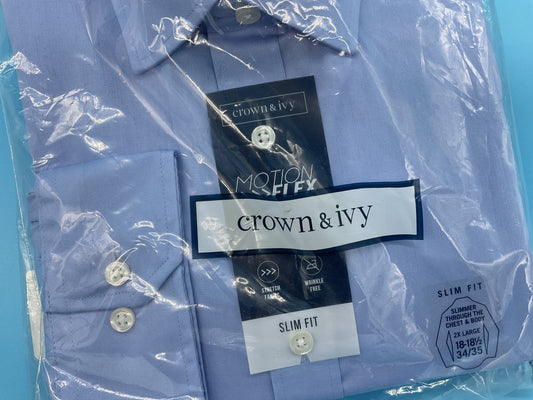 crown & ivy
MOTION
FLEX
crown & ivy
STRETCH
FABRIC
WRINKLE
FREE
SLIM FIT
SLIM FIT
SLIMMER
THROUGH THE
CHEST & BODY
2X LARGE
18-18½
34/35